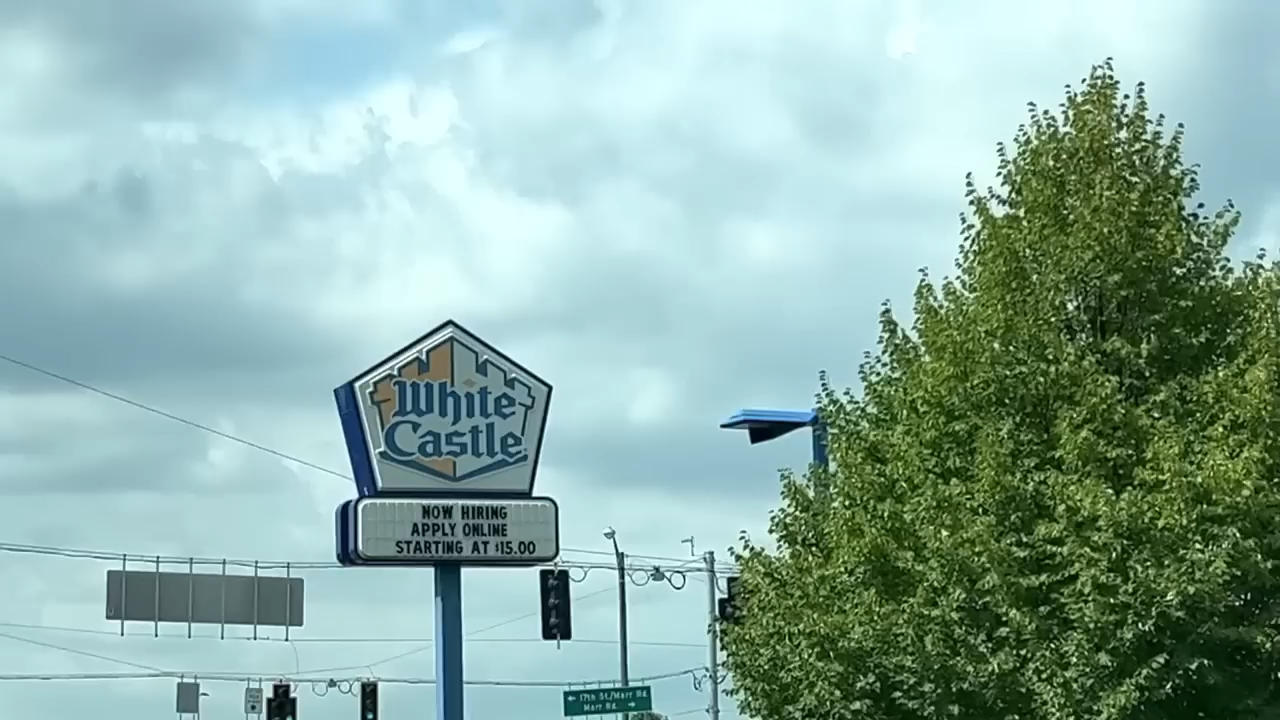 White
Castle
NOW HIRING
APPLY ONLINE
STARTING AT $15.00
← 17th St./Marr Rd.
Marr Rd. →